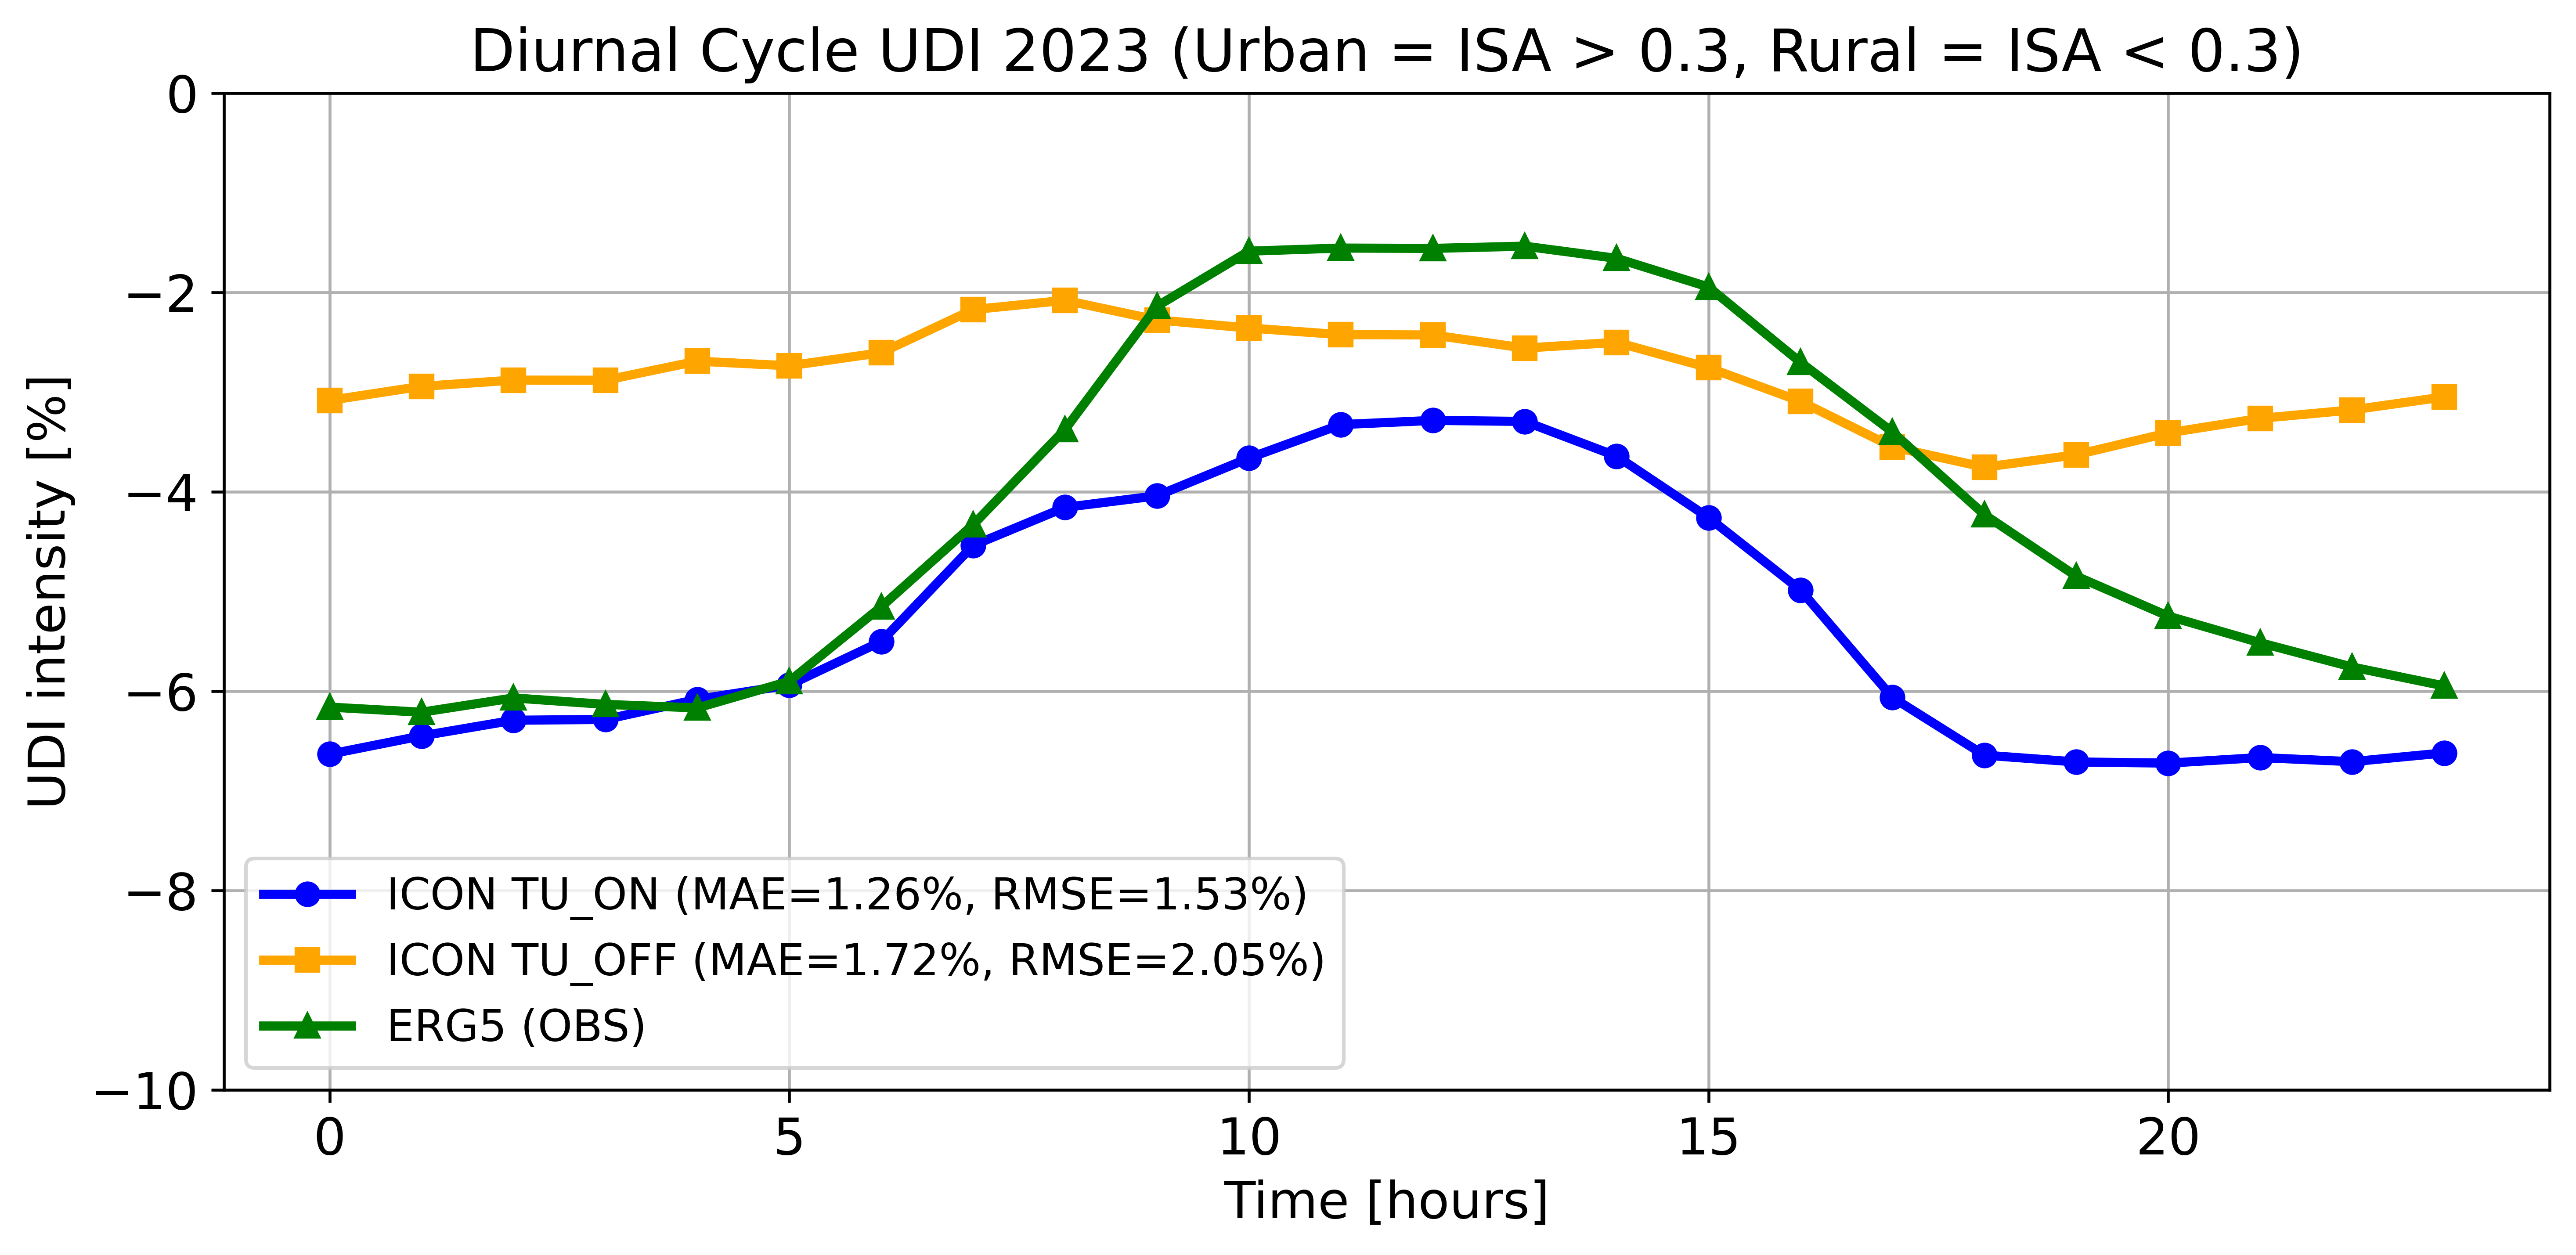 Diurnal Cycle UDI 2023 (Urban = ISA > 0.3, Rural = ISA < 0.3)
UDI intensity [%]
0
−2
−4
−6
−8
−10
ICON TU_ON (MAE=1.26%, RMSE=1.53%)
ICON TU_OFF (MAE=1.72%, RMSE=2.05%)
ERG5 (OBS)
0 5 10 15 20
Time [hours]